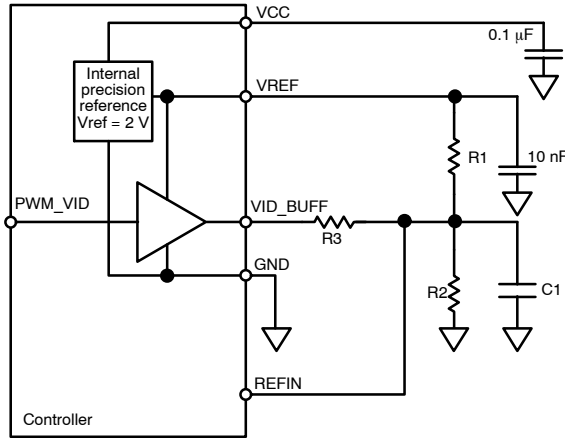 VCC
0.1 μF
Internal
precision
reference
Vref = 2 V
VREF
R1
10 nF
PWM_VID
VID_BUFF
R3
GND
R2
C1
REFIN
Controller